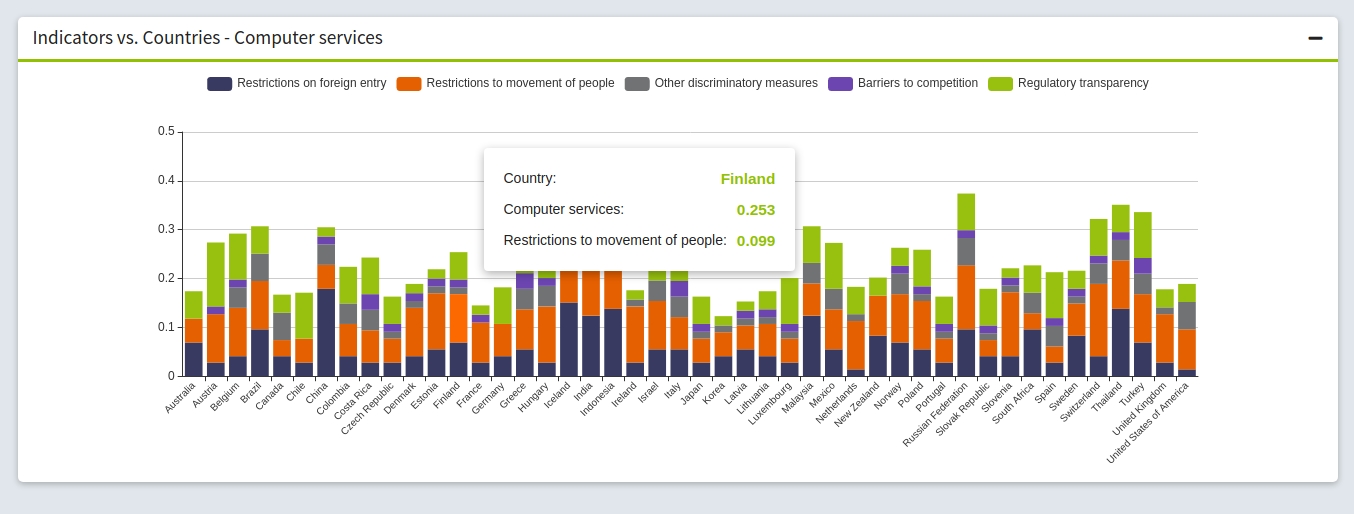 Indicators vs. Countries - Computer services
Restrictions on foreign entry
Restrictions to movement of people
Other discriminatory measures
Barriers to competition
Regulatory transparency
0.5
0.4
0.3
0.2
0.1
0
Country: Finland
Computer services: 0.253
Restrictions to movement of people: 0.099
Australia
Austria
Belgium
Brazil
Canada
Chile
China
Colombia
Costa Rica
Czech Republic
Denmark
Estonia
Finland
France
Germany
Greece
Hungary
Iceland
India
Indonesia
Ireland
Israel
Italy
Japan
Korea
Latvia
Lithuania
Luxembourg
Malaysia
Mexico
Netherlands
New Zealand
Norway
Poland
Portugal
Russian Federation
Slovak Republic
Slovenia
South Africa
Spain
Sweden
Switzerland
Thailand
Turkey
United Kingdom
United States of America